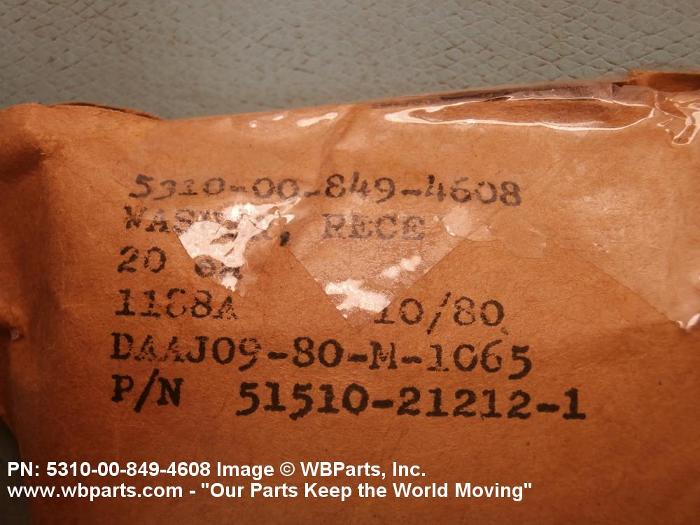 5310-00-849-4608
RECE
20
10/80
DAAJ09-80-M-1065
P/N 51510-21212-1
PN: 5310-00-849-4608 Image © WBParts, Inc.
www.wbparts.com - "Our Parts Keep the World Moving"